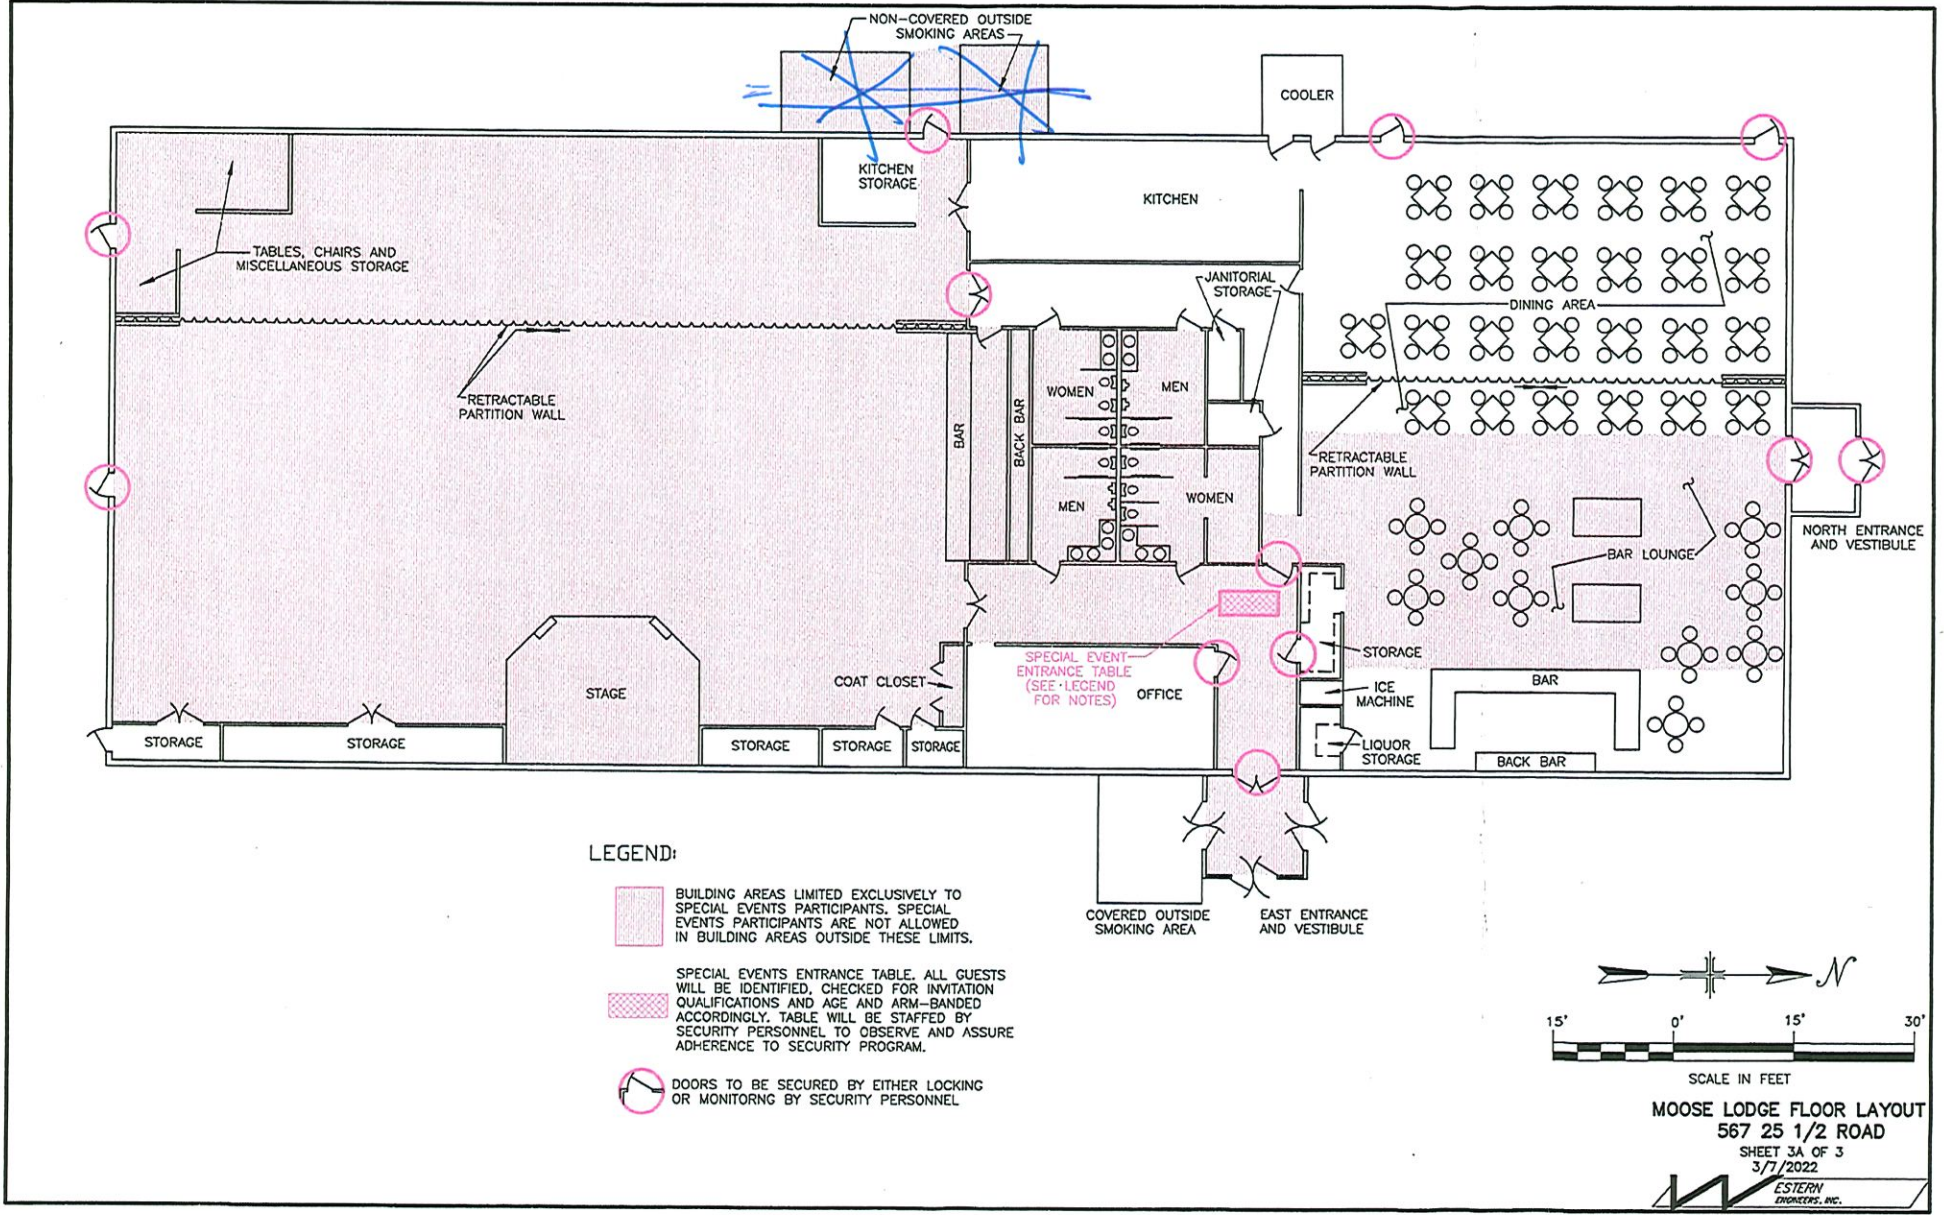 NON-COVERED OUTSIDE
SMOKING AREAS
COOLER
KITCHEN
STORAGE
KITCHEN
TABLES, CHAIRS AND
MISCELLANEOUS STORAGE
JANITORIAL
STORAGE
DINING AREA
RETRACTABLE
PARTITION WALL
WOMEN
MEN
BAR
BACK BAR
RETRACTABLE
PARTITION WALL
MEN
WOMEN
NORTH ENTRANCE
AND VESTIBULE
BAR LOUNGE
SPECIAL EVENT
ENTRANCE TABLE
(SEE LEGEND
FOR NOTES)
STORAGE
COAT CLOSET
STAGE
OFFICE
ICE
MACHINE
BAR
STORAGE
STORAGE
STORAGE
STORAGE
STORAGE
LIQUOR
STORAGE
BACK BAR
COVERED OUTSIDE
SMOKING AREA
EAST ENTRANCE
AND VESTIBULE
LEGEND:
BUILDING AREAS LIMITED EXCLUSIVELY TO
SPECIAL EVENTS PARTICIPANTS. SPECIAL
EVENTS PARTICIPANTS ARE NOT ALLOWED
IN BUILDING AREAS OUTSIDE THESE LIMITS.
SPECIAL EVENTS ENTRANCE TABLE. ALL GUESTS
WILL BE IDENTIFIED, CHECKED FOR INVITATION
QUALIFICATIONS AND AGE AND ARM-BANDED
ACCORDINGLY. TABLE WILL BE STAFFED BY
SECURITY PERSONNEL TO OBSERVE AND ASSURE
ADHERENCE TO SECURITY PROGRAM.
DOORS TO BE SECURED BY EITHER LOCKING
OR MONITORNG BY SECURITY PERSONNEL
N
15' 0' 15' 30'
SCALE IN FEET
MOOSE LODGE FLOOR LAYOUT
567 25 1/2 ROAD
SHEET 3A OF 3
3/7/2022
WESTERN
ENGINEERS, INC.